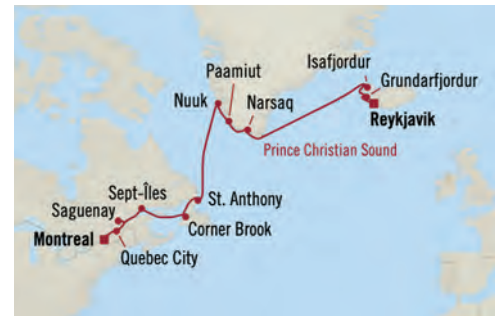 Isafjordur
Paamiut
Grundarfjordur
Nuuk
Narsaq
Reykjavik
Prince Christian Sound
Sept-Îles
St. Anthony
Saguenay
Corner Brook
Montreal
Quebec City